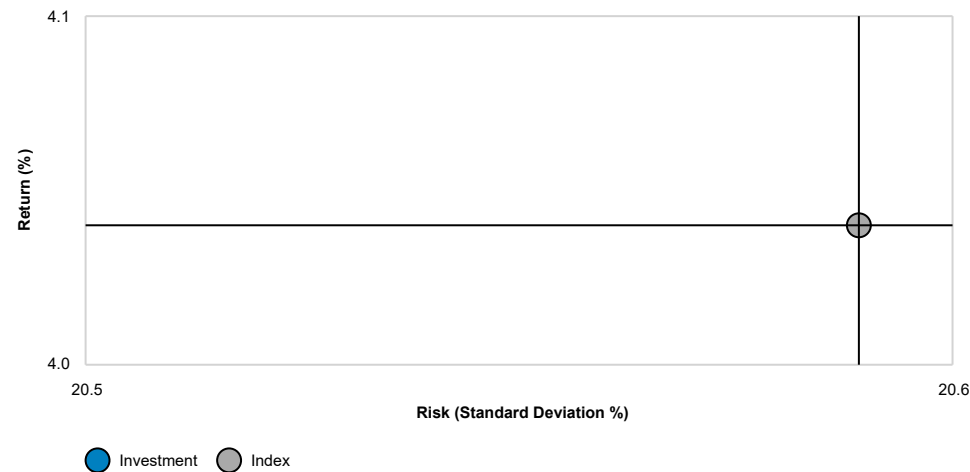 4.1
Return (%)
4.0
20.5
20.6
Risk (Standard Deviation %)
Investment
Index